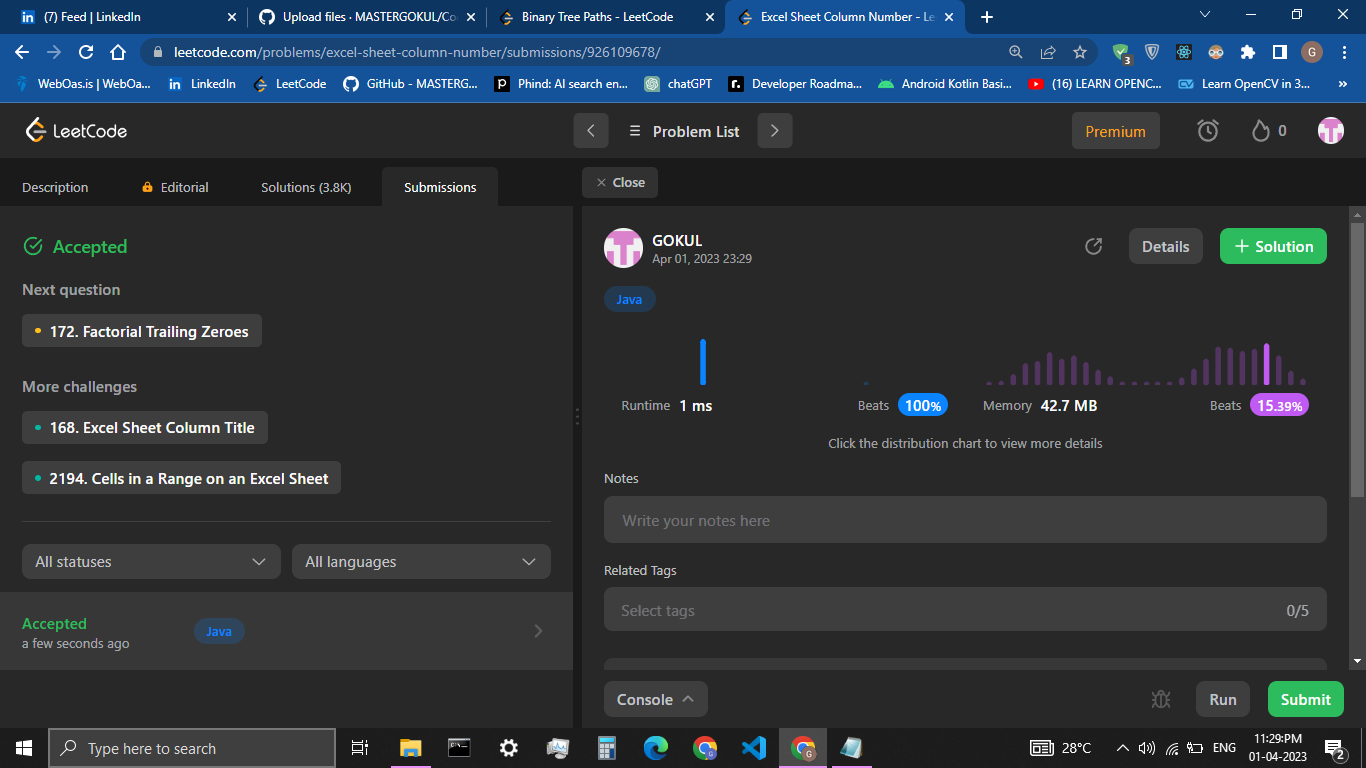 (7) Feed | LinkedIn
Upload files · MASTERGOKUL/Co
Binary Tree Paths - LeetCode
Excel Sheet Column Number - Le
leetcode.com/problems/excel-sheet-column-number/submissions/926109678/
3
G
WebOas.is | WebOa...
LinkedIn
LeetCode
GitHub - MASTERG...
Phind: AI search en...
chatGPT
Developer Roadma...
Android Kotlin Basi...
(16) LEARN OPENC...
Learn OpenCV in 3...
»
LeetCode
Problem List
Premium
0
Description
Editorial
Solutions (3.8K)
Submissions
Close
Accepted
Next question
172. Factorial Trailing Zeroes
More challenges
168. Excel Sheet Column Title
2194. Cells in a Range on an Excel Sheet
All statuses
All languages
Accepted
a few seconds ago
Java
GOKUL
Apr 01, 2023 23:29
Details
+ Solution
Java
Runtime 1 ms
Beats 100%
Memory 42.7 MB
Beats 15.39%
Click the distribution chart to view more details
Notes
Write your notes here
Related Tags
Select tags
0/5
Console
Run
Submit
Type here to search
28°C
ENG
11:29:PM
01-04-2023
2